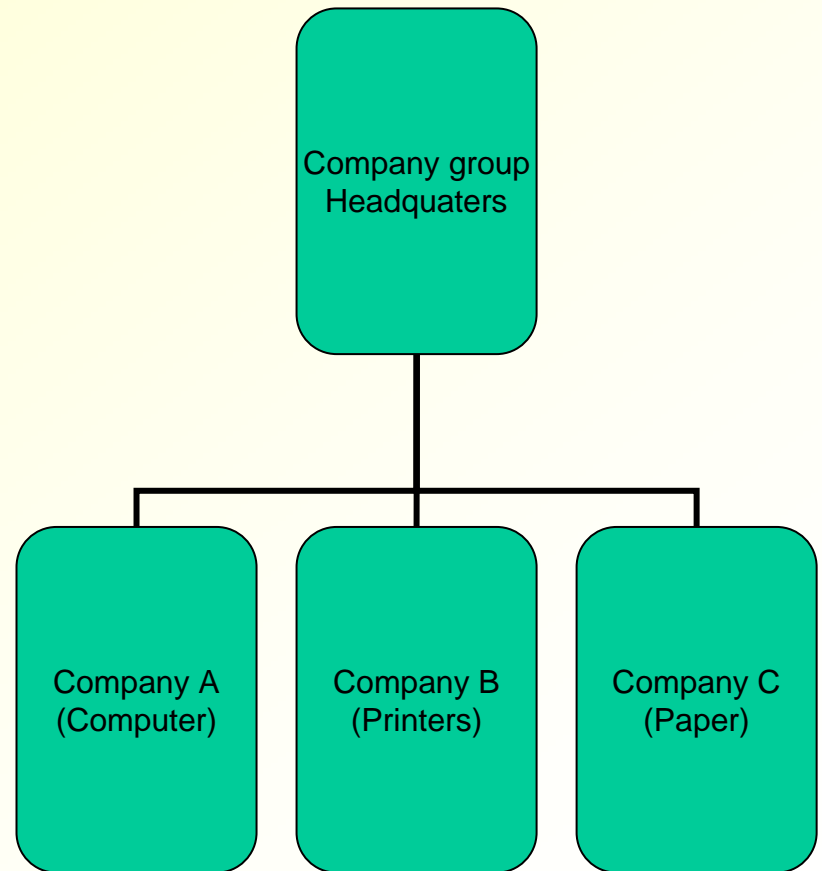 Company group
Headquaters
Company A
(Computer)
Company B
(Printers)
Company C
(Paper)